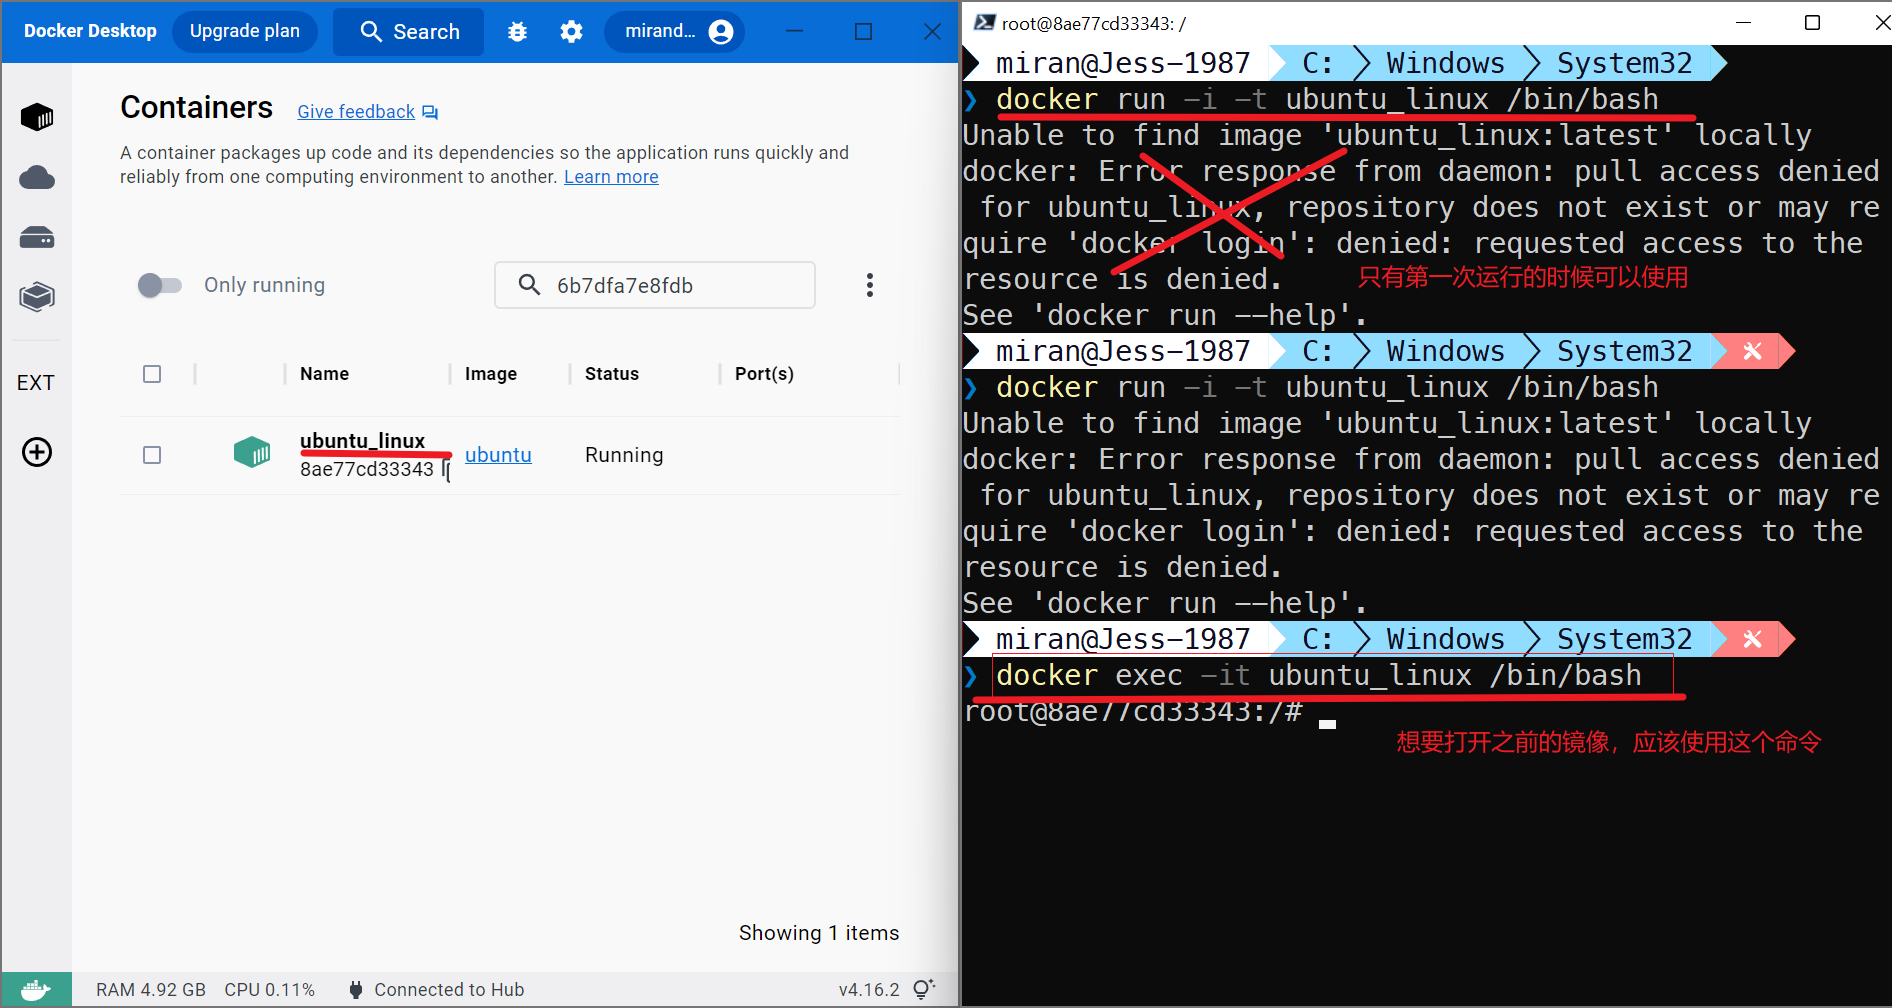 Docker Desktop
Upgrade plan
Search
mirand...
Containers
Give feedback
A container packages up code and its dependencies so the application runs quickly and
reliably from one computing environment to another. Learn more
Only running
6b7dfa7e8fdb
EXT
Name
Image
Status
Port(s)
ubuntu_linux
8ae77cd33343
ubuntu
Running
Showing 1 items
RAM 4.92 GB
CPU 0.11%
Connected to Hub
v4.16.2
root@8ae77cd33343: /
miran@Jess-1987 C: Windows System32
❯ docker run -i -t ubuntu_linux /bin/bash
Unable to find image 'ubuntu_linux:latest' locally
docker: Error response from daemon: pull access denied
for ubuntu_linux, repository does not exist or may re
quire 'docker login': denied: requested access to the
resource is denied.
只有第一次运行的时候可以使用
See 'docker run --help'.
miran@Jess-1987 C: Windows System32
❯ docker run -i -t ubuntu_linux /bin/bash
Unable to find image 'ubuntu_linux:latest' locally
docker: Error response from daemon: pull access denied
for ubuntu_linux, repository does not exist or may re
quire 'docker login': denied: requested access to the
resource is denied.
See 'docker run --help'.
miran@Jess-1987 C: Windows System32
❯ docker exec -it ubuntu_linux /bin/bash
root@8ae77cd33343:/#
想要打开之前的镜像，应该使用这个命令